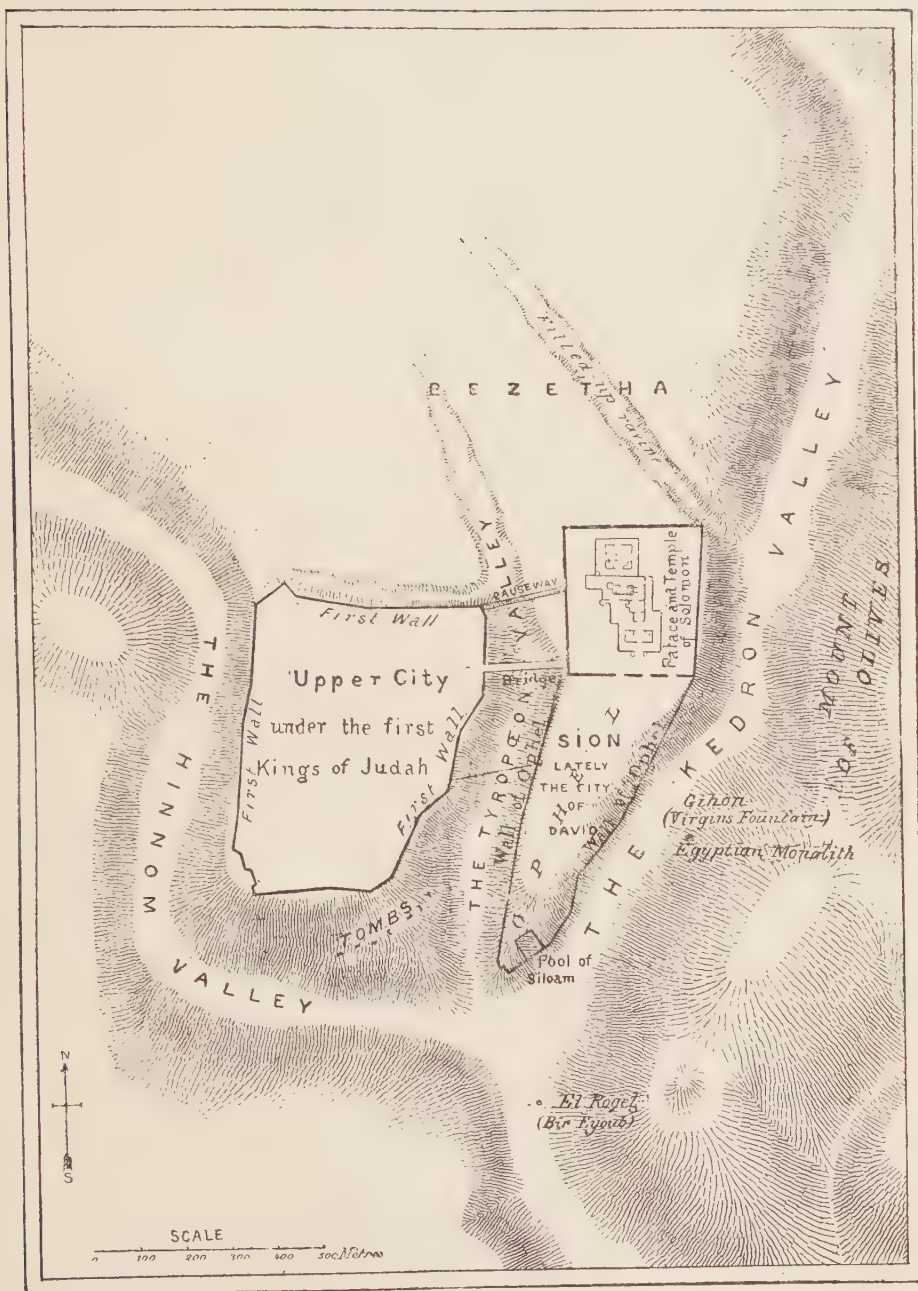 BEZETHA
Filled-up ravine
THE TYROPŒON VALLEY
CAUSEWAY
First Wall
Palace and Temple
of Solomon
THE KEDRON VALLEY
MOUNT
OF OLIVES
THE HINNOM VALLEY
First Wall
Upper City
under the first
Kings of Judah
First Wall
Bridge
Wall of Ophel
SION
LATELY
THE CITY
OF
DAVID
OPHEL
Wall of Ophel
Gihon
(Virgins Fountain)
Egyptian Monolith
TOMBS
Pool of
Siloam
El Rogel
(Bir Eyoub)
N
S
SCALE
0 100 200 300 400 500 Mètres